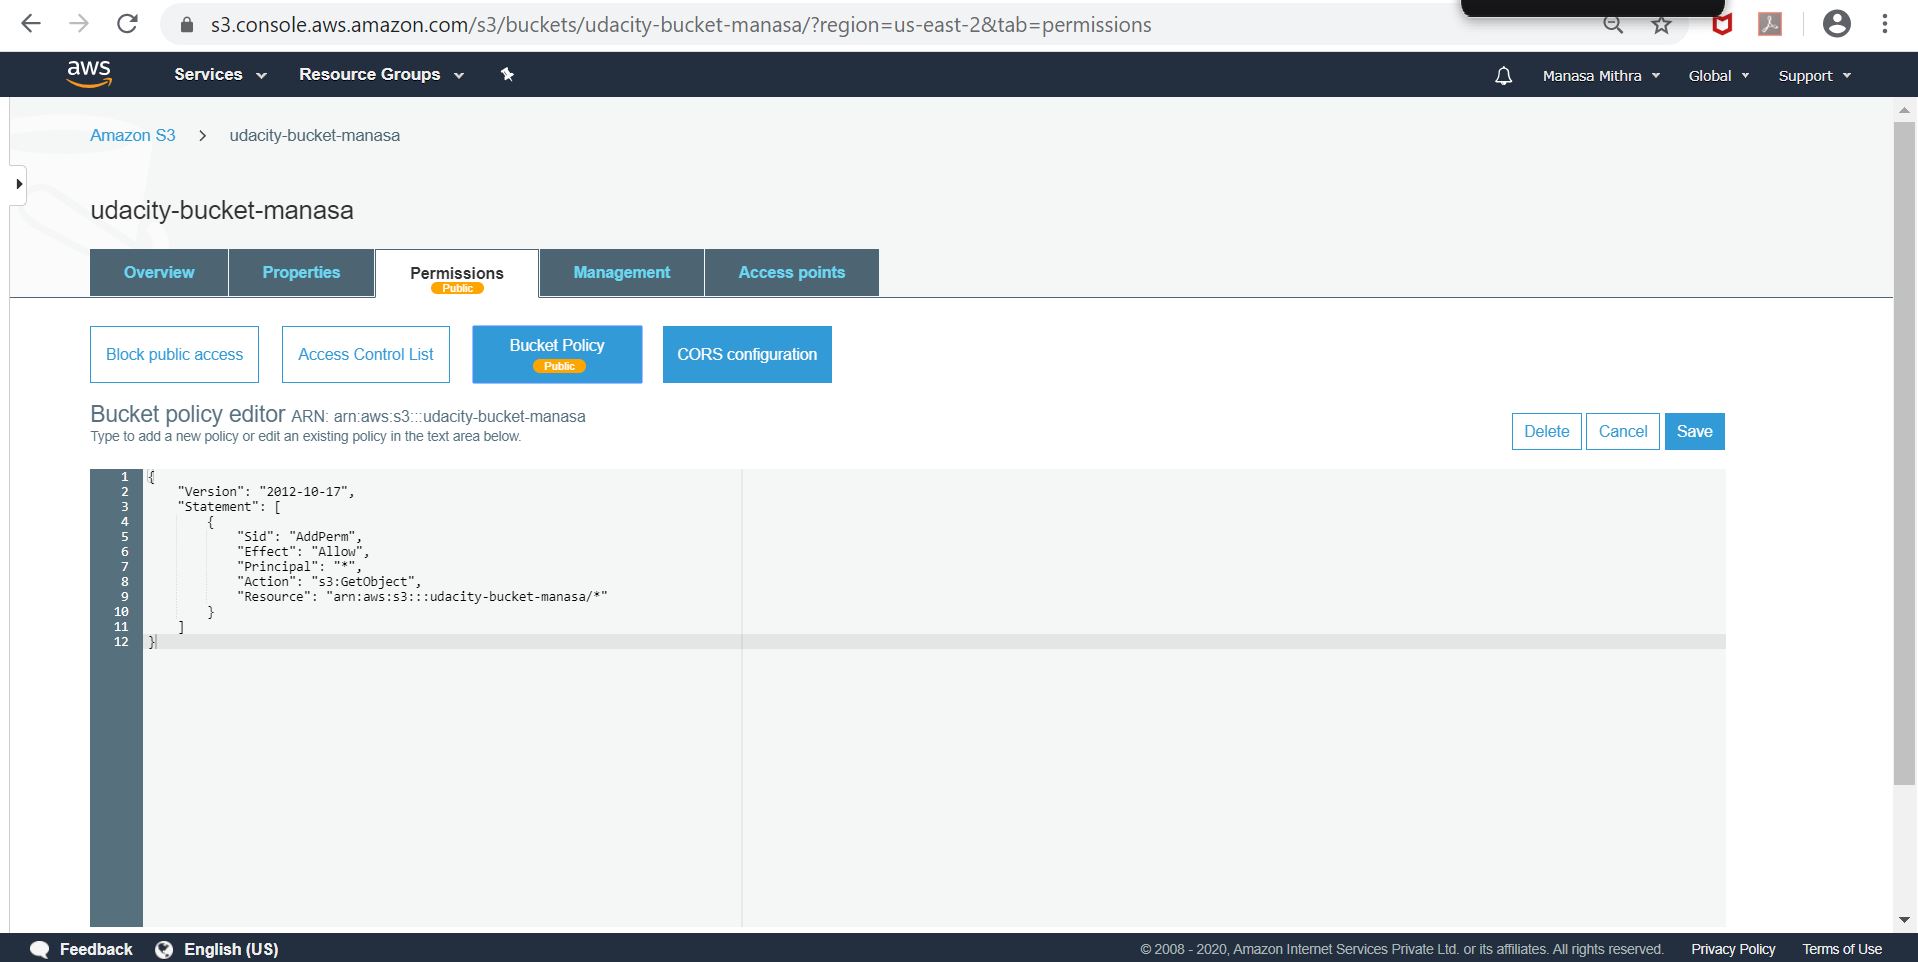 s3.console.aws.amazon.com/s3/buckets/udacity-bucket-manasa/?region=us-east-2&tab=permissions
aws Services Resource Groups Manasa Mithra Global Support
Amazon S3 > udacity-bucket-manasa
udacity-bucket-manasa
Overview Properties Permissions Management Access points
Public
Block public access Access Control List Bucket Policy CORS configuration
Public
Bucket policy editor ARN: arn:aws:s3:::udacity-bucket-manasa
Type to add a new policy or edit an existing policy in the text area below.
Delete Cancel Save
1 {
2 "Version": "2012-10-17",
3 "Statement": [
4 {
5 "Sid": "AddPerm",
6 "Effect": "Allow",
7 "Principal": "*",
8 "Action": "s3:GetObject",
9 "Resource": "arn:aws:s3:::udacity-bucket-manasa/*"
10 }
11 ]
12 }
Feedback English (US) © 2008 - 2020, Amazon Internet Services Private Ltd. or its affiliates. All rights reserved. Privacy Policy Terms of Use